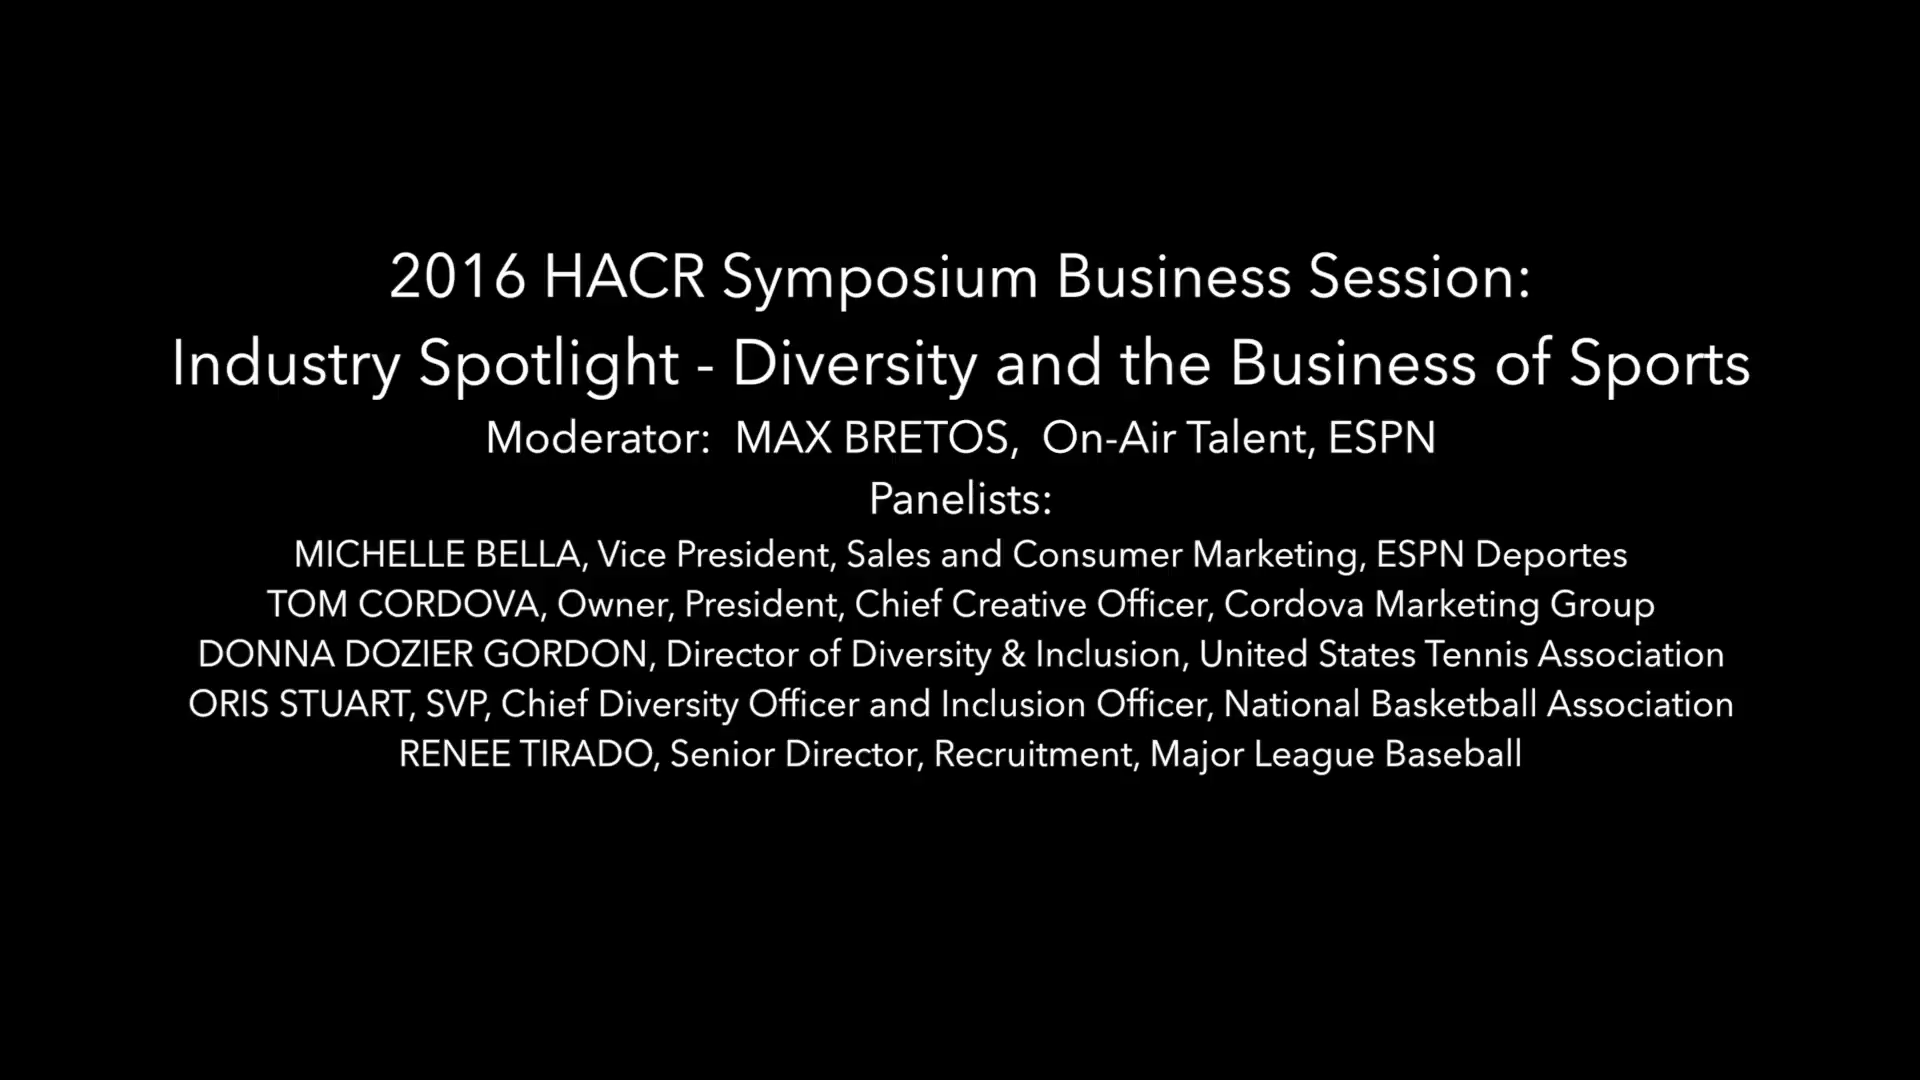 2016 HACR Symposium Business Session:
Industry Spotlight - Diversity and the Business of Sports
Moderator:  MAX BRETOS,  On-Air Talent, ESPN
Panelists:
MICHELLE BELLA, Vice President, Sales and Consumer Marketing, ESPN Deportes
TOM CORDOVA, Owner, President, Chief Creative Officer, Cordova Marketing Group
DONNA DOZIER GORDON, Director of Diversity & Inclusion, United States Tennis Association
ORIS STUART, SVP, Chief Diversity Officer and Inclusion Officer, National Basketball Association
RENEE TIRADO, Senior Director, Recruitment, Major League Baseball